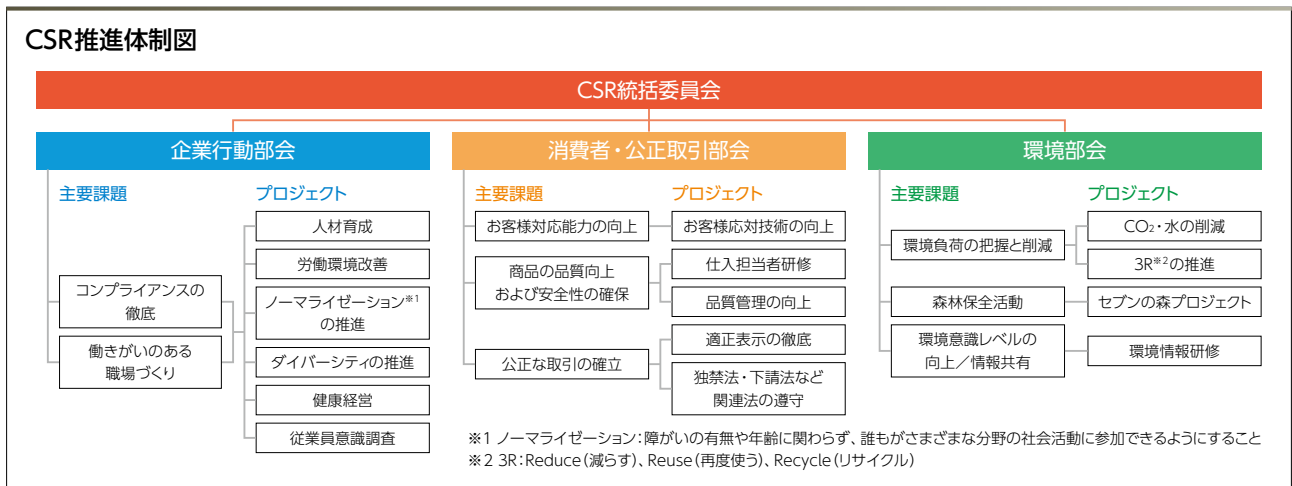 CSR推進体制図
CSR統括委員会
企業行動部会
主要課題
プロジェクト
コンプライアンスの
徹底
働きがいのある
職場づくり
人材育成
労働環境改善
ノーマライゼーション※1
の推進
ダイバーシティの推進
健康経営
従業員意識調査
消費者・公正取引部会
主要課題
プロジェクト
お客様対応能力の向上
お客様応対技術の向上
商品の品質向上
および安全性の確保
仕入担当者研修
品質管理の向上
公正な取引の確立
適正表示の徹底
独禁法・下請法など
関連法の遵守
環境部会
主要課題
プロジェクト
環境負荷の把握と削減
CO₂・水の削減
3R※2の推進
森林保全活動
セブンの森プロジェクト
環境意識レベルの
向上／情報共有
環境情報研修
※1 ノーマライゼーション：障がいの有無や年齢に関わらず、誰もがさまざまな分野の社会活動に参加できるようにすること
※2 3R：Reduce（減らす）、Reuse（再度使う）、Recycle（リサイクル）